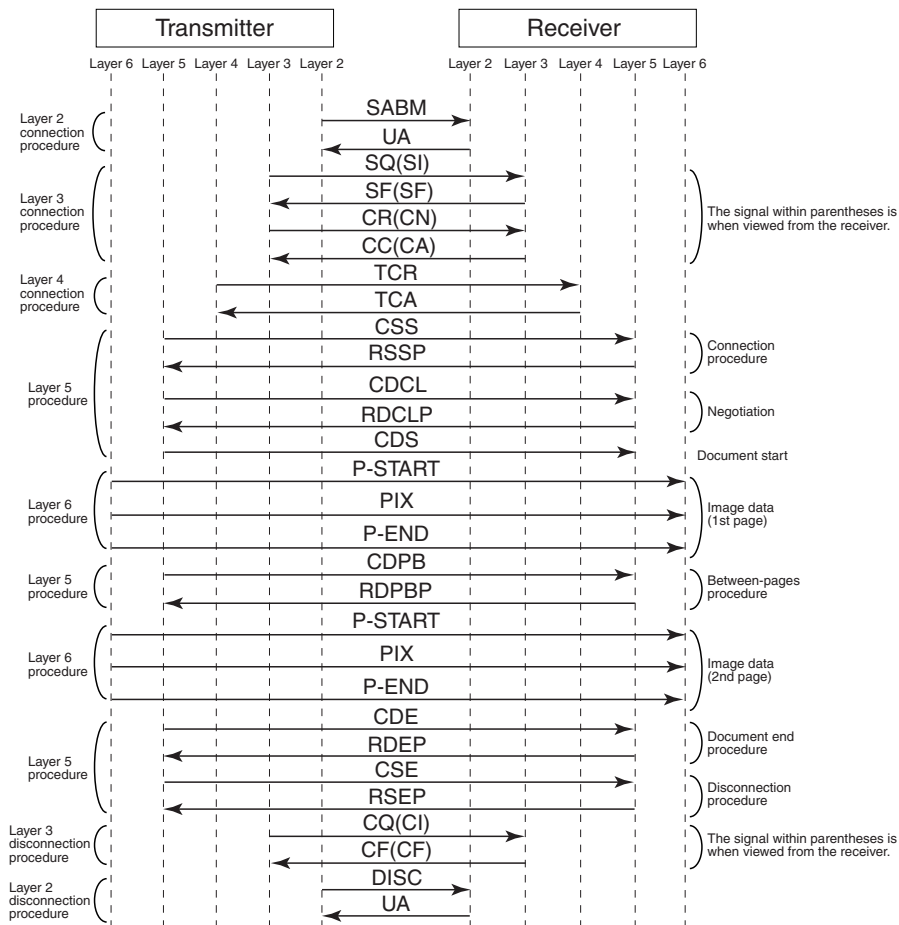 Transmitter
Receiver
Layer 6 Layer 5 Layer 4 Layer 3 Layer 2
Layer 2 Layer 3 Layer 4 Layer 5 Layer 6
Layer 2
connection
procedure
SABM
UA
Layer 3
connection
procedure
SQ(SI)
SF(SF)
CR(CN)
CC(CA)
The signal within parentheses is
when viewed from the receiver.
Layer 4
connection
procedure
TCR
TCA
Layer 5
procedure
CSS
RSSP
Connection
procedure
CDCL
RDCLP
Negotiation
CDS
Document start
Layer 6
procedure
P-START
PIX
P-END
Image data
(1st page)
Layer 5
procedure
CDPB
RDPBP
Between-pages
procedure
Layer 6
procedure
P-START
PIX
P-END
Image data
(2nd page)
Layer 5
procedure
CDE
RDEP
Document end
procedure
CSE
RSEP
Disconnection
procedure
Layer 3
disconnection
procedure
CQ(CI)
CF(CF)
The signal within parentheses is
when viewed from the receiver.
Layer 2
disconnection
procedure
DISC
UA